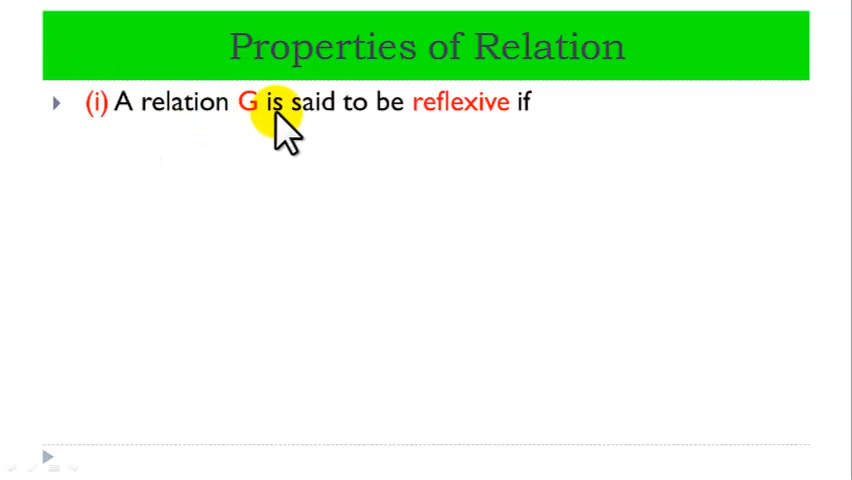 Properties of Relation
(i) A relation G is said to be reflexive if